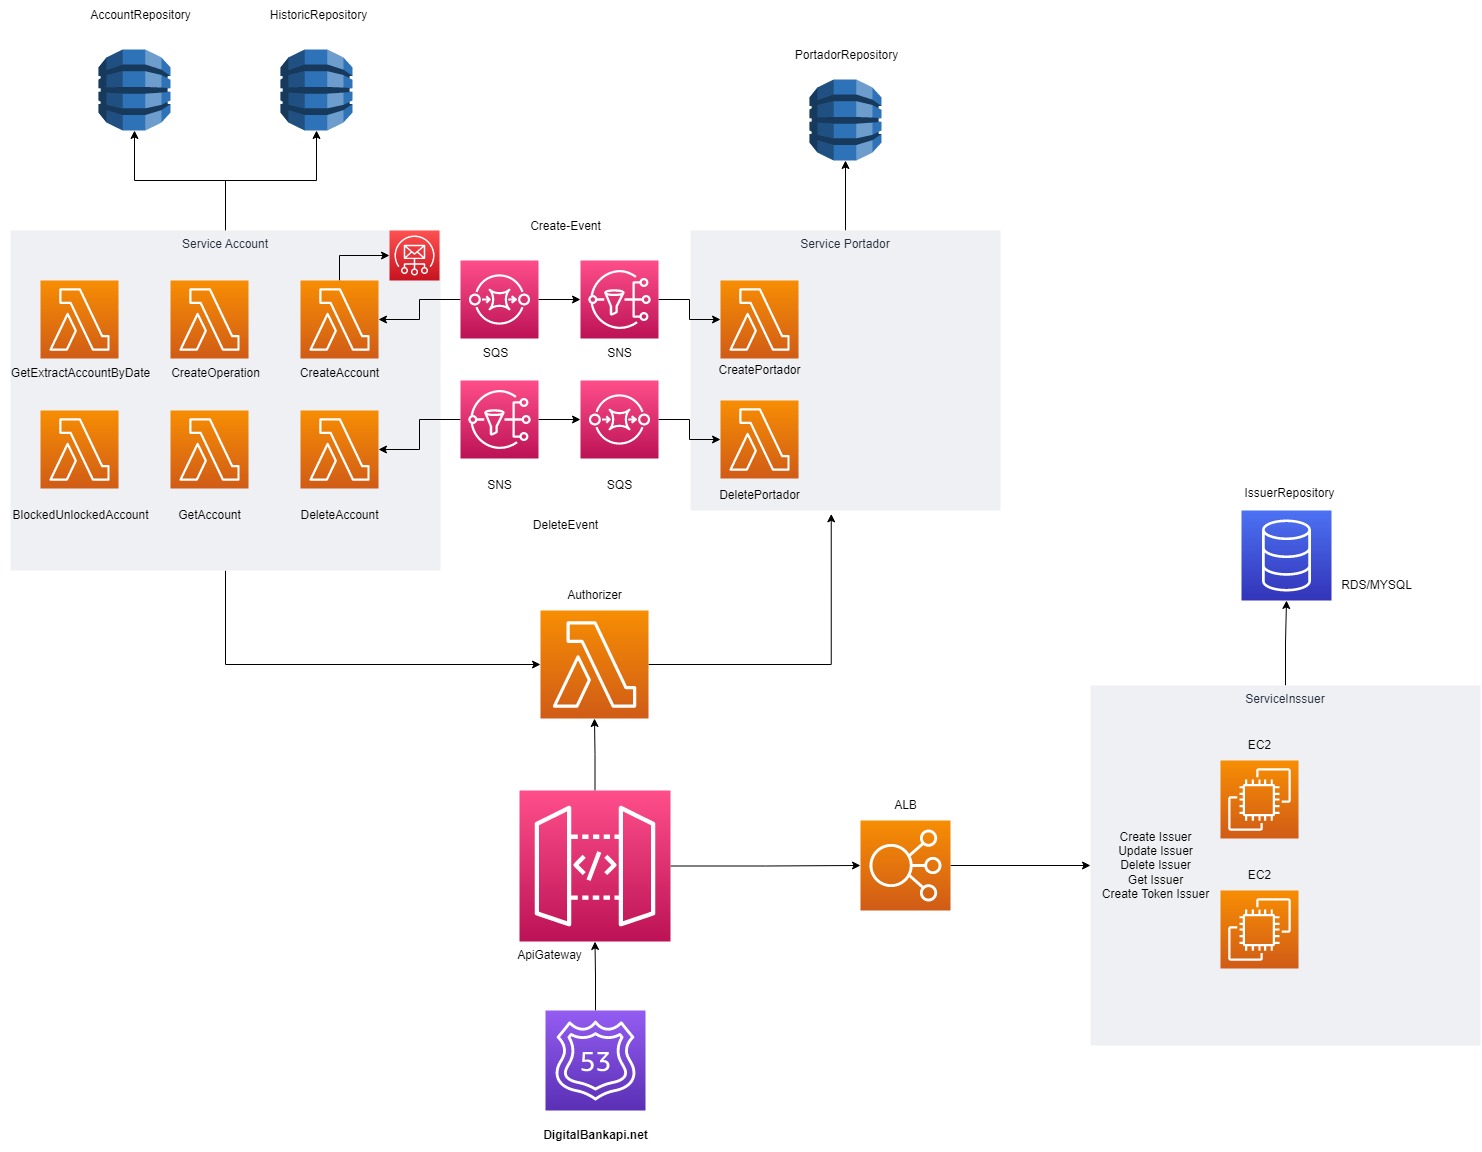 AccountRepository
HistoricRepository
PortadorRepository
Service Account
Create-Event
Service Portador
SQS
SNS
GetExtractAccountByDate
CreateOperation
CreateAccount
CreatePortador
SNS
SQS
BlockedUnlockedAccount
GetAccount
DeleteAccount
DeletePortador
DeleteEvent
IssuerRepository
RDS/MYSQL
Authorizer
ServiceInssuer
EC2
ALB
Create Issuer
Update Issuer
Delete Issuer
Get Issuer
Create Token Issuer
EC2
ApiGateway
53
DigitalBankapi.net